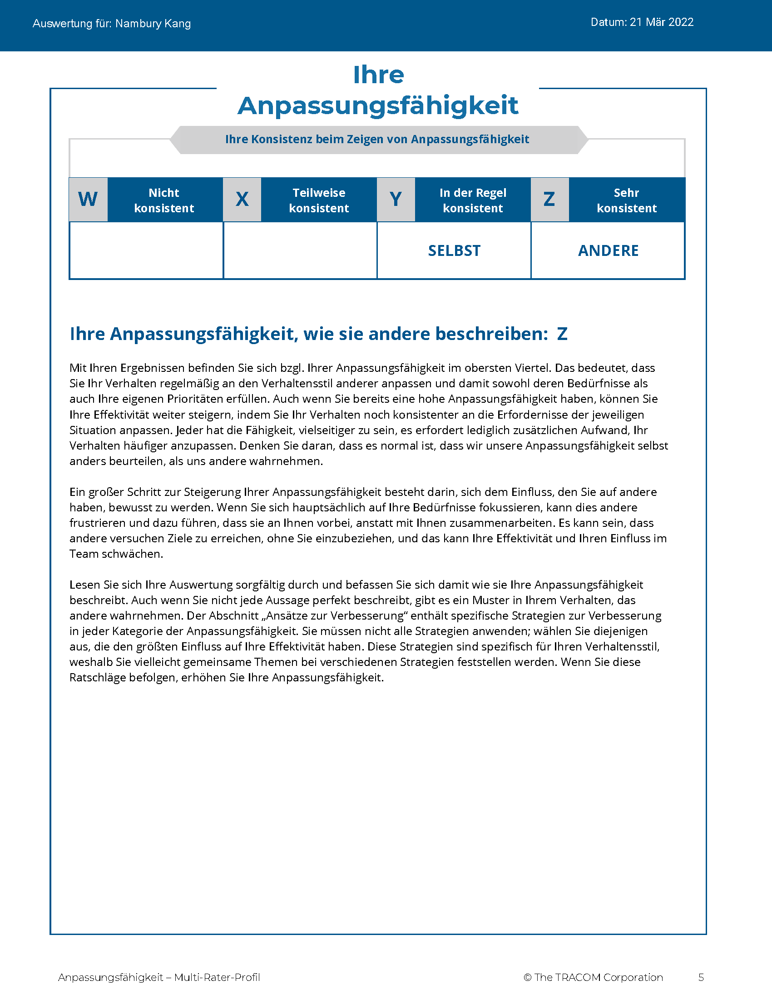 Auswertung für: Nambury Kang
Datum: 21 Mär 2022
Ihre
Anpassungsfähigkeit
Ihre Konsistenz beim Zeigen von Anpassungsfähigkeit
W
Nicht
konsistent
X
Teilweise
konsistent
Y
In der Regel
konsistent
Z
Sehr
konsistent
SELBST
ANDERE
Ihre Anpassungsfähigkeit, wie sie andere beschreiben: Z
Mit Ihren Ergebnissen befinden Sie sich bzgl. Ihrer Anpassungsfähigkeit im obersten Viertel. Das bedeutet, dass
Sie Ihr Verhalten regelmäßig an den Verhaltensstil anderer anpassen und damit sowohl deren Bedürfnisse als
auch Ihre eigenen Prioritäten erfüllen. Auch wenn Sie bereits eine hohe Anpassungsfähigkeit haben, können Sie
Ihre Effektivität weiter steigern, indem Sie Ihr Verhalten noch konsistenter an die Erfordernisse der jeweiligen
Situation anpassen. Jeder hat die Fähigkeit, vielseitiger zu sein, es erfordert lediglich zusätzlichen Aufwand, Ihr
Verhalten häufiger anzupassen. Denken Sie daran, dass es normal ist, dass wir unsere Anpassungsfähigkeit selbst
anders beurteilen, als uns andere wahrnehmen.
Ein großer Schritt zur Steigerung Ihrer Anpassungsfähigkeit besteht darin, sich dem Einfluss, den Sie auf andere
haben, bewusst zu werden. Wenn Sie sich hauptsächlich auf Ihre Bedürfnisse fokussieren, kann dies andere
frustrieren und dazu führen, dass sie an Ihnen vorbei, anstatt mit Ihnen zusammenarbeiten. Es kann sein, dass
andere versuchen Ziele zu erreichen, ohne Sie einzubeziehen, und das kann Ihre Effektivität und Ihren Einfluss im
Team schwächen.
Lesen Sie sich Ihre Auswertung sorgfältig durch und befassen Sie sich damit wie sie Ihre Anpassungsfähigkeit
beschreibt. Auch wenn Sie nicht jede Aussage perfekt beschreibt, gibt es ein Muster in Ihrem Verhalten, das
andere wahrnehmen. Der Abschnitt „Ansätze zur Verbesserung“ enthält spezifische Strategien zur Verbesserung
in jeder Kategorie der Anpassungsfähigkeit. Sie müssen nicht alle Strategien anwenden; wählen Sie diejenigen
aus, die den größten Einfluss auf Ihre Effektivität haben. Diese Strategien sind spezifisch für Ihren Verhaltensstil,
weshalb Sie vielleicht gemeinsame Themen bei verschiedenen Strategien feststellen werden. Wenn Sie diese
Ratschläge befolgen, erhöhen Sie Ihre Anpassungsfähigkeit.
Anpassungsfähigkeit – Multi-Rater-Profil
© The TRACOM Corporation
5